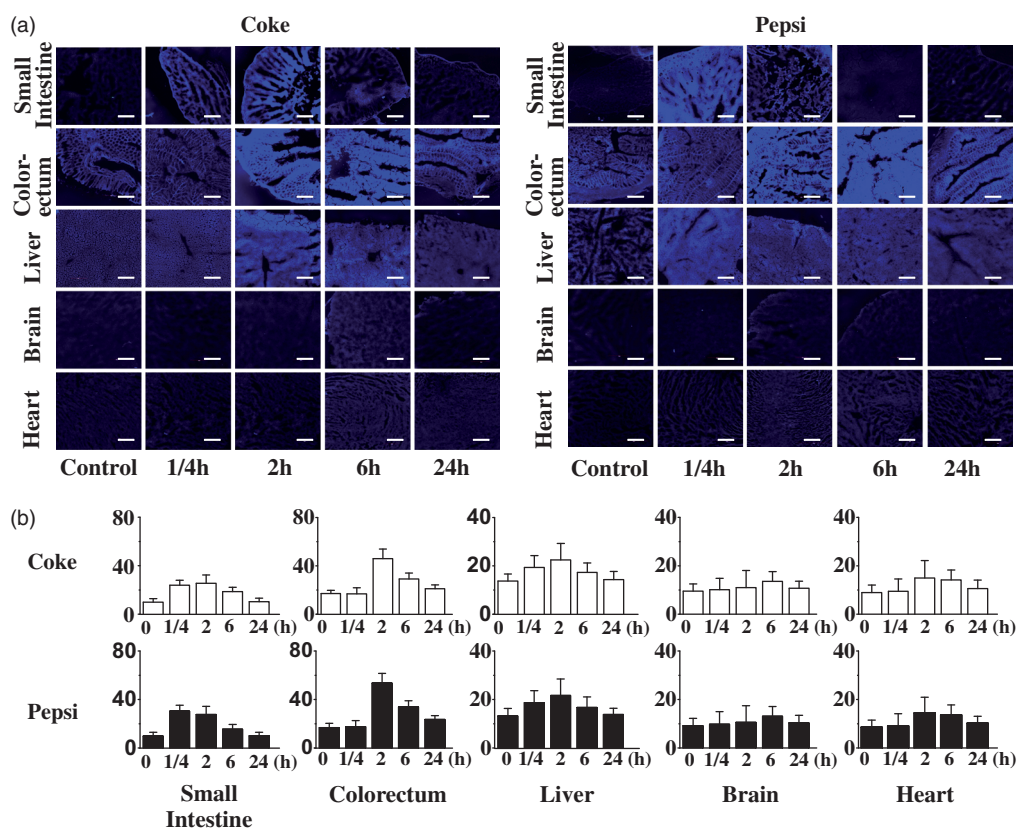 (a)
Coke
Pepsi
Small
Intestine
Color-
ectum
Liver
Brain
Heart
Control 1/4h 2h 6h 24h
Small
Intestine
Color-
ectum
Liver
Brain
Heart
Control 1/4h 2h 6h 24h
(b)
Coke
80
40
0
0 1/4 2 6 24 (h)
80
40
0
0 1/4 2 6 24 (h)
40
20
0
0 1/4 2 6 24 (h)
40
20
0
0 1/4 2 6 24 (h)
40
20
0
0 1/4 2 6 24 (h)
Pepsi
80
40
0
0 1/4 2 6 24 (h)
80
40
0
0 1/4 2 6 24 (h)
40
20
0
0 1/4 2 6 24 (h)
40
20
0
0 1/4 2 6 24 (h)
40
20
0
0 1/4 2 6 24 (h)
Small
Intestine
Colorectum
Liver
Brain
Heart